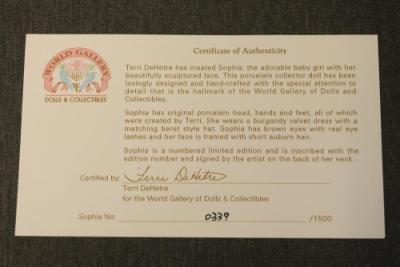 WORLD GALLERY
DOLLS & COLLECTIBLES
Certificate of Authenticity
Terri DeHetre has created Sophia, the adorable baby girl with her
beautifully sculptured face. This porcelain collector doll has been
lovingly designed and hand-crafted with the special attention to
detail that is the hallmark of the World Gallery of Dolls and
Collectibles.
Sophia has original porcelain head, hands and feet, all of which
were created by Terri. She wears a burgandy velvet dress with a
matching beret style hat. Sophia has brown eyes with real eye
lashes and her face is framed with short auburn hair.
Sophia is a numbered limited edition and is inscribed with the
edition number and signed by the artist on the back of her neck.
Certified by: Terri DeHetre
Terri DeHetre
for the World Gallery of Dolls & Collectibles
Sophia No. 0339 /1500